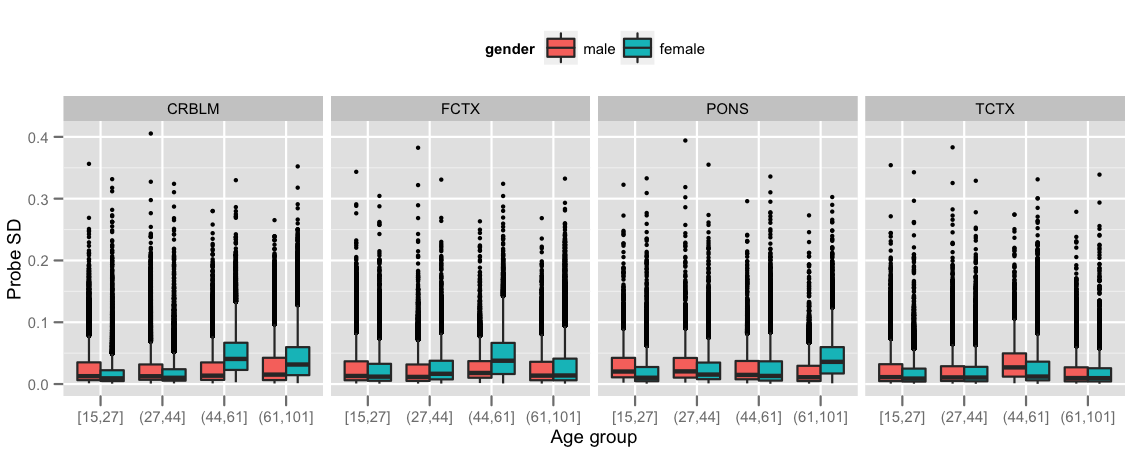 gender male female
CRBLM FCTX PONS TCTX
Probe SD
0.4
0.3
0.2
0.1
0.0
[15,27] (27,44] (44,61] (61,101] [15,27] (27,44] (44,61] (61,101] [15,27] (27,44] (44,61] (61,101] [15,27] (27,44] (44,61] (61,101]
Age group